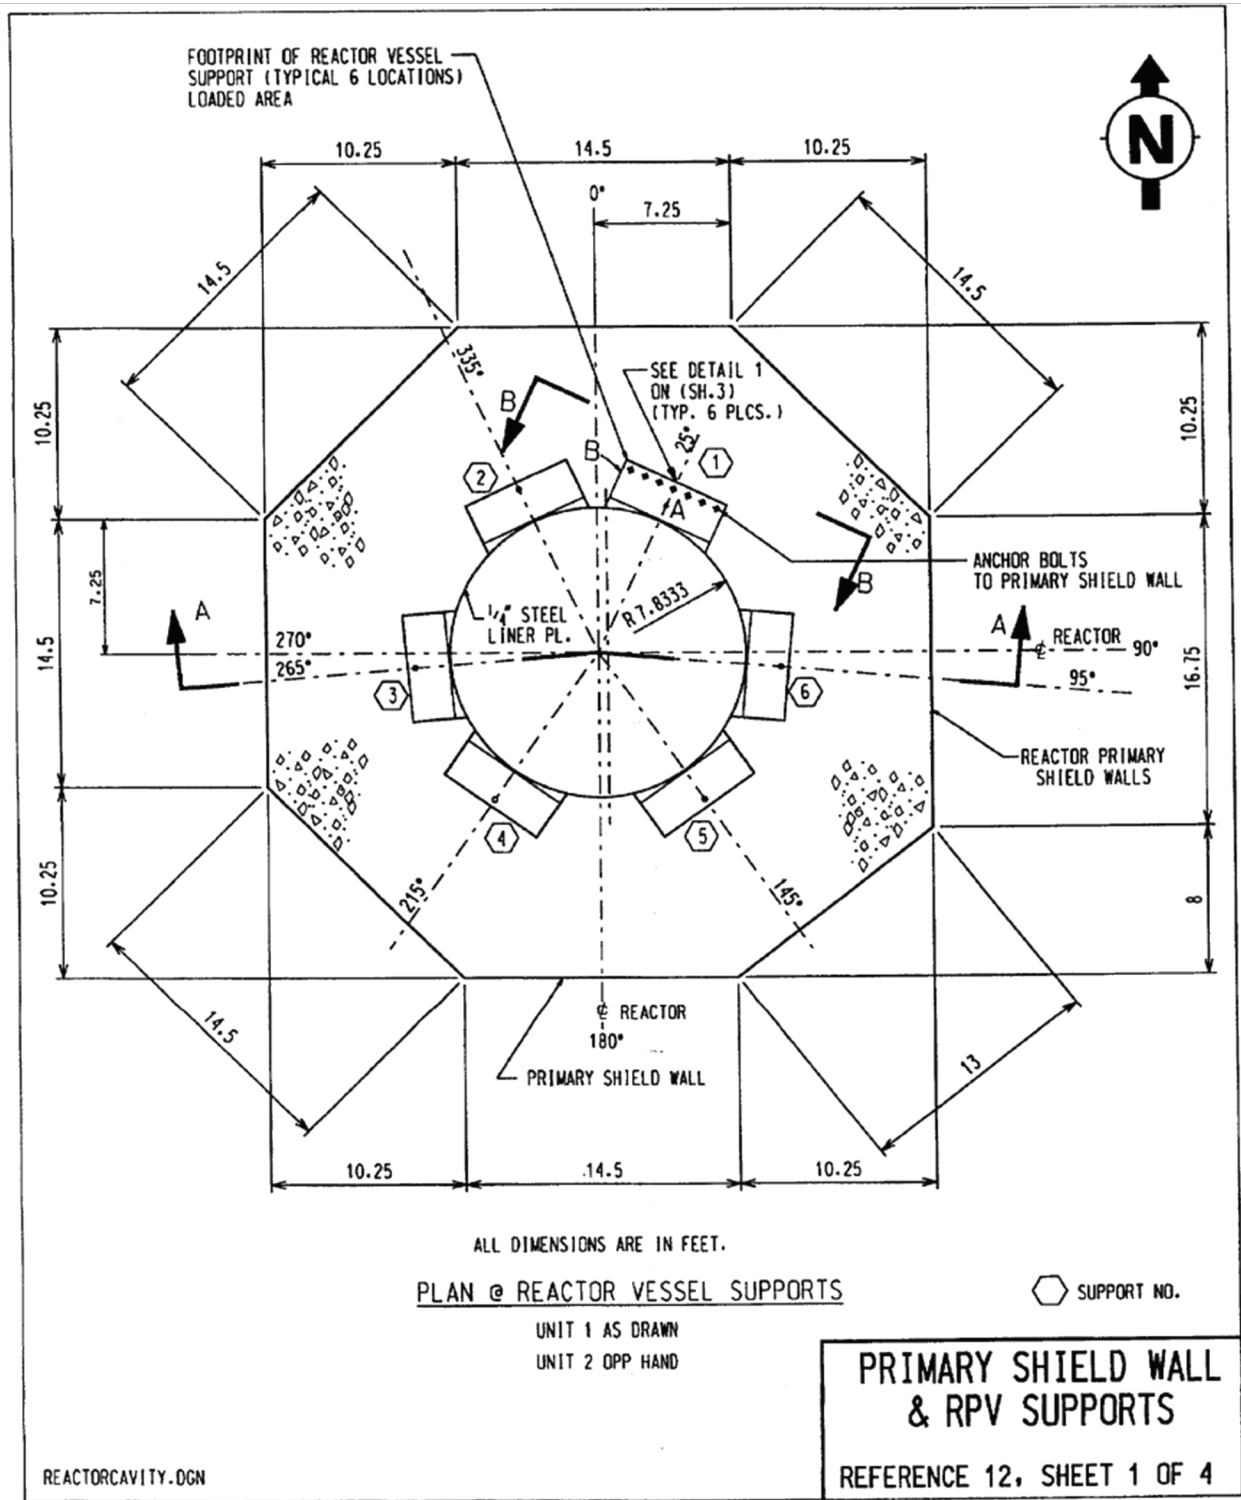 FOOTPRINT OF REACTOR VESSEL
SUPPORT (TYPICAL 6 LOCATIONS)
LOADED AREA
N
10.25
14.5
10.25
0°
7.25
14.5
14.5
335°
SEE DETAIL 1
ON (SH.3)
(TYP. 6 PLCS.)
B
B
25°
1
2
A
10.25
10.25
ANCHOR BOLTS
TO PRIMARY SHIELD WALL
B
7.25
1/4" STEEL
LINER PL.
R7.8333
A
A
270°
265°
℄ REACTOR
90°
95°
14.5
16.75
3
6
REACTOR PRIMARY
SHIELD WALLS
4
5
10.25
215°
145°
8
℄ REACTOR
180°
14.5
13
PRIMARY SHIELD WALL
10.25
.14.5
10.25
ALL DIMENSIONS ARE IN FEET.
PLAN @ REACTOR VESSEL SUPPORTS
SUPPORT NO.
UNIT 1 AS DRAWN
UNIT 2 OPP HAND
PRIMARY SHIELD WALL
& RPV SUPPORTS
REFERENCE 12, SHEET 1 OF 4
REACTORCAVITY.DGN